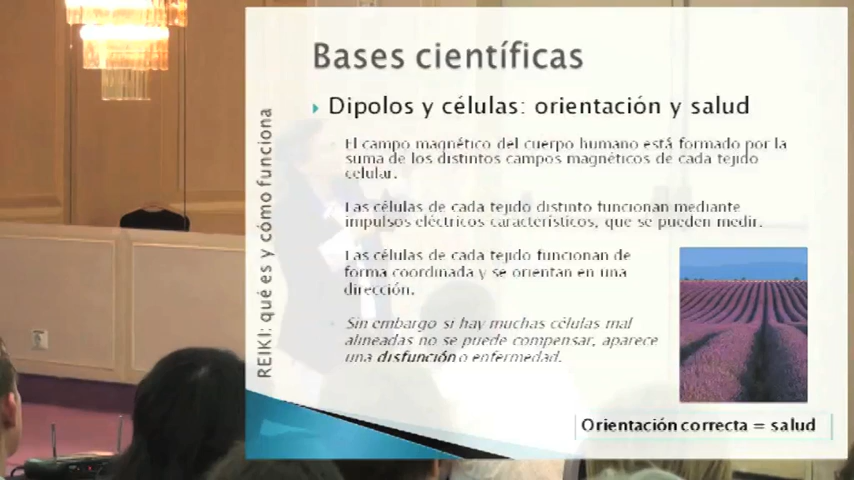 Bases científicas
Dipolos y células: orientación y salud
El campo magnético del cuerpo humano está formado por la
suma de los distintos campos magnéticos de cada tejido
celular.
Las células de cada tejido distinto funcionan mediante
impulsos eléctricos característicos, que se pueden medir.
Las células de cada tejido funcionan de
forma coordinada y se orientan en una
dirección.
Sin embargo si hay muchas células mal
alineadas no se puede compensar, aparece
una disfunción o enfermedad.
Orientación correcta = salud
REIKI: qué es y cómo funciona